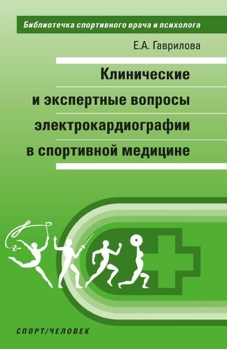 Библиотечка спортивного врача и психолога
Е.А. Гаврилова
Клинические
и экспертные вопросы
электрокардиографии
в спортивной медицине
СПОРТ/ЧЕЛОВЕК